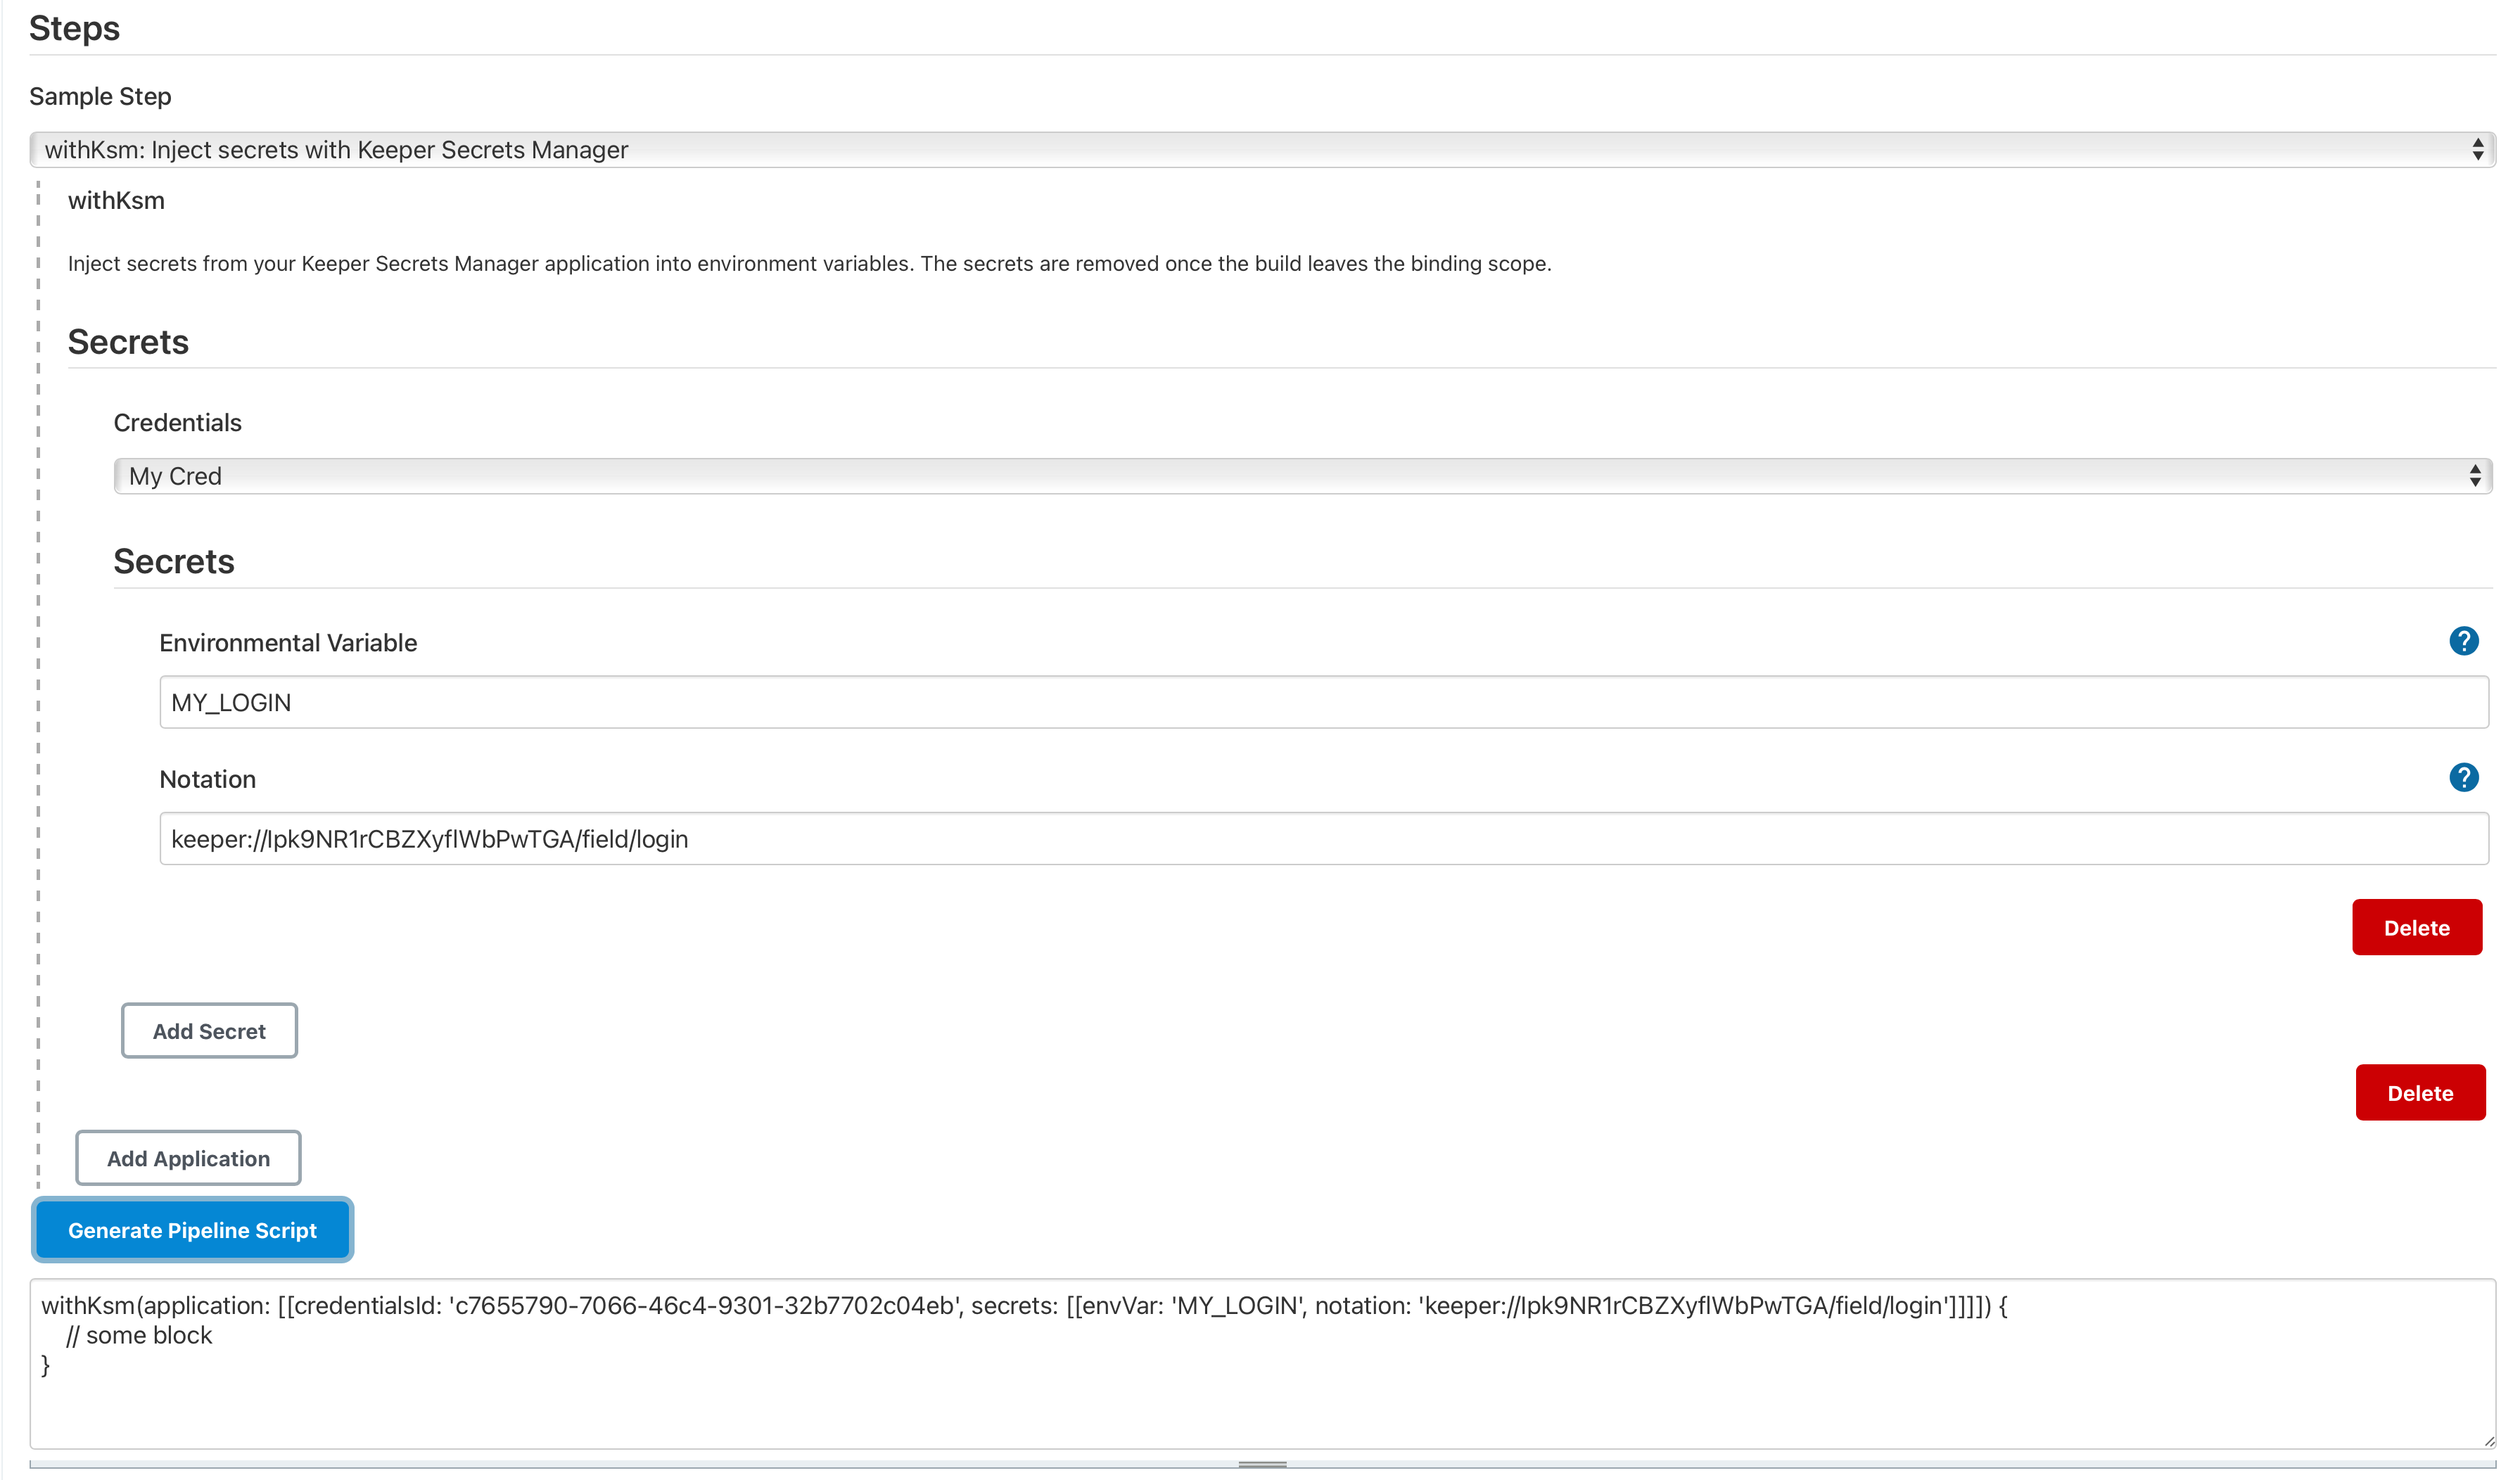 Steps
Sample Step
withKsm: Inject secrets with Keeper Secrets Manager
withKsm
Inject secrets from your Keeper Secrets Manager application into environment variables. The secrets are removed once the build leaves the binding scope.
Secrets
Credentials
My Cred
Secrets
Environmental Variable
?
MY_LOGIN
Notation
?
keeper://Ipk9NR1rCBZXyflWbPwTGA/field/login
Delete
Add Secret
Delete
Add Application
Generate Pipeline Script
withKsm(application: [[credentialsId: 'c7655790-7066-46c4-9301-32b7702c04eb', secrets: [[envVar: 'MY_LOGIN', notation: 'keeper://Ipk9NR1rCBZXyflWbPwTGA/field/login']]]]) {
    // some block
}